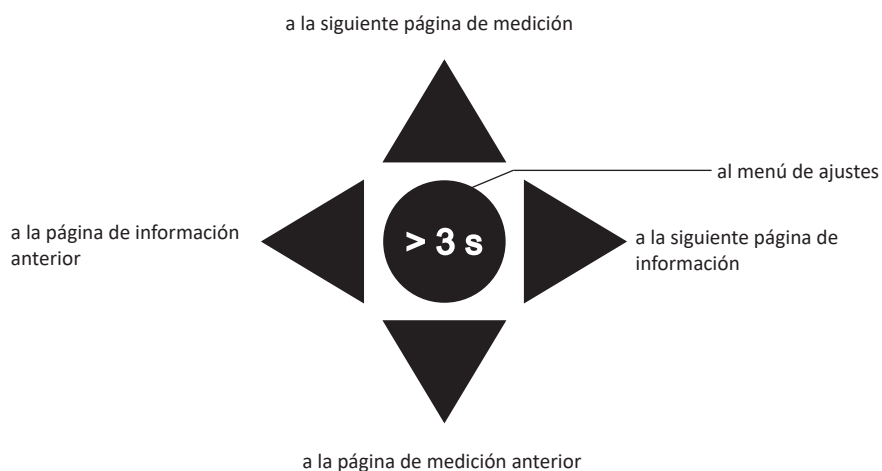 a la siguiente página de medición
al menú de ajustes
a la página de información
anterior
> 3 s
a la siguiente página de
información
a la página de medición anterior